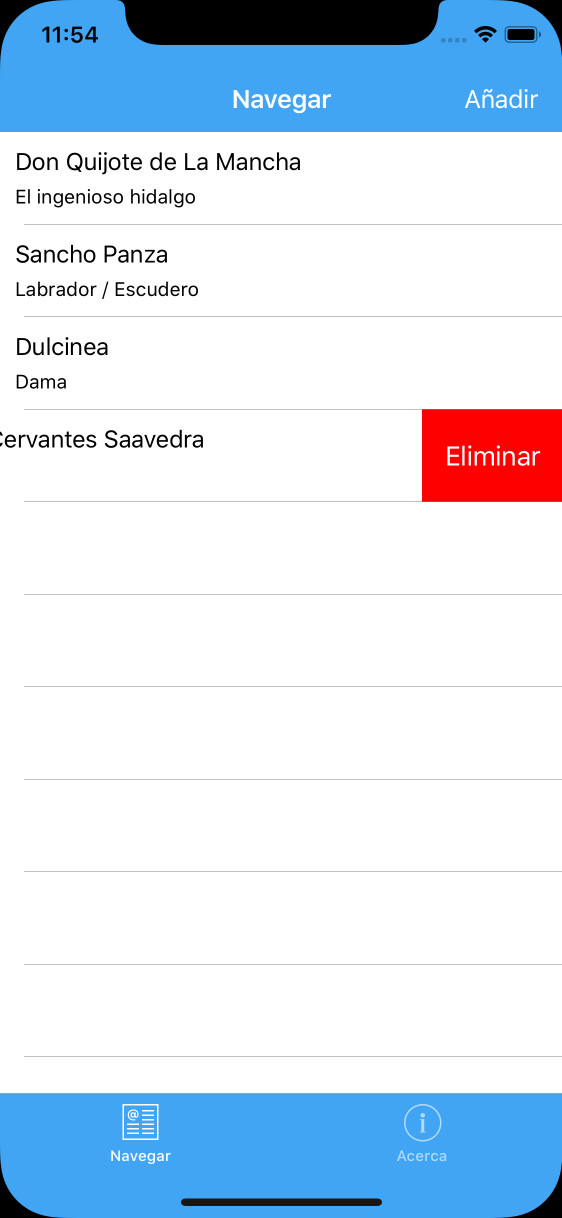 11:54
Navegar
Añadir
Don Quijote de La Mancha
El ingenioso hidalgo
Sancho Panza
Labrador / Escudero
Dulcinea
Dama
Cervantes Saavedra
Eliminar
Navegar
Acerca